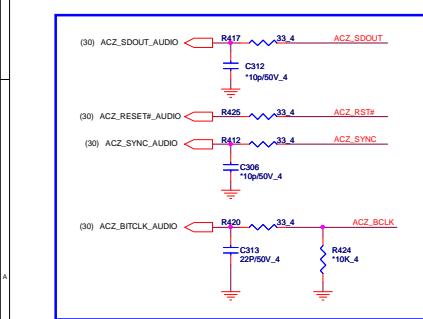 (30) ACZ_SDOUT_AUDIO R417 33_4 ACZ_SDOUT
C312
*10p/50V_4
(30) ACZ_RESET#_AUDIO R425 33_4 ACZ_RST#
(30) ACZ_SYNC_AUDIO R412 33_4 ACZ_SYNC
C306
*10p/50V_4
(30) ACZ_BITCLK_AUDIO R420 33_4 ACZ_BCLK
C313 R424
22P/50V_4 *10K_4
A